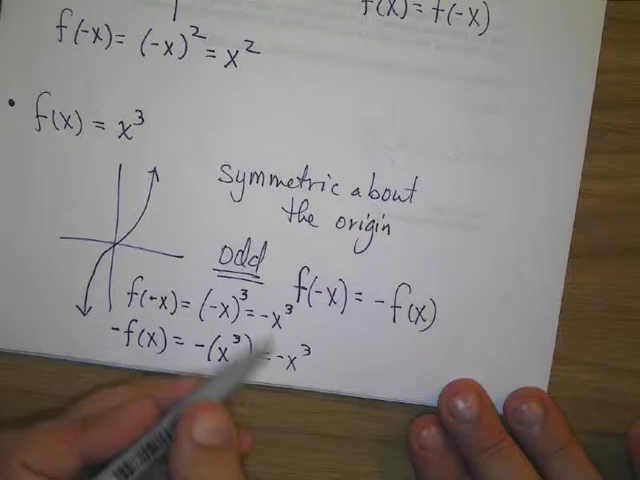 f(x) = f(-x)
f(-x) = (-x)² = x²
• f(x) = x³
Symmetric about
the origin
odd
f(-x) = (-x)³ = -x³
f(-x) = -f(x)
-f(x) = -(x³) = -x³